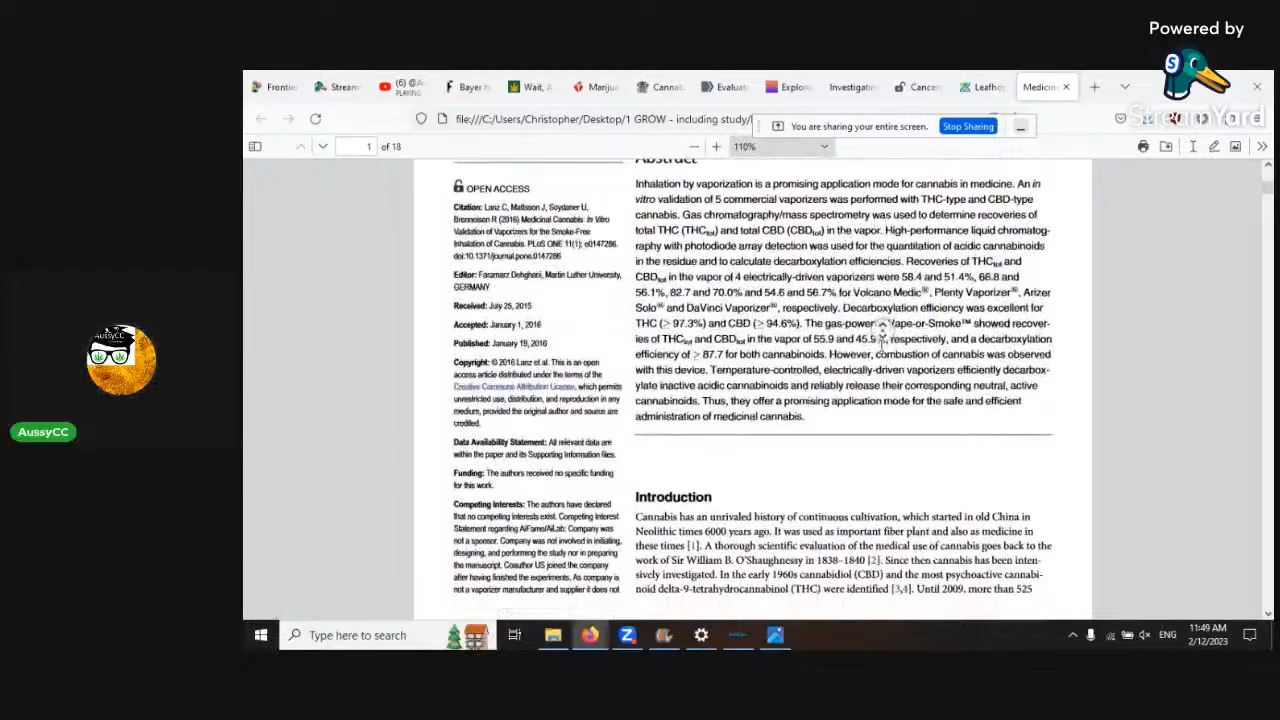 Powered by
S
StreamYard
Frontier
Stream
(6) @A
PLAYING
Bayer h
Wait, A
Mariju
Cannab
Evaluat
Explore
Investigatin
Cancer
Leafho
Medicin
file:///C:/Users/Christopher/Desktop/1 GROW - including study/
You are sharing your entire screen.
Stop Sharing
1 of 18
110%
Abstract
OPEN ACCESS
Citation: Lanz C, Mattsson J, Soydaner U,
Brenneisen R (2016) Medicinal Cannabis: In Vitro
Validation of Vaporizers for the Smoke-Free
Inhalation of Cannabis. PLoS ONE 11(1): e0147286.
doi:10.1371/journal.pone.0147286
Editor: Faramarz Dehghani, Martin Luther University,
GERMANY
Received: July 25, 2015
Accepted: January 1, 2016
Published: January 19, 2016
Copyright: © 2016 Lanz et al. This is an open
access article distributed under the terms of the
Creative Commons Attribution License, which permits
unrestricted use, distribution, and reproduction in any
medium, provided the original author and source are
credited.
Data Availability Statement: All relevant data are
within the paper and its Supporting Information files.
Funding: The authors received no specific funding
for this work.
Competing Interests: The authors have declared
that no competing interests exist. Competing Interest
Statement regarding AiFame/AiLab: Company was
not a sponsor. Company was not involved in initiating,
designing, and performing the study nor in preparing
the manuscript. Coauthor US joined the company
after having finished the experiments. As company is
not a vaporizer manufacturer and supplier it does not
Inhalation by vaporization is a promising application mode for cannabis in medicine. An in
vitro validation of 5 commercial vaporizers was performed with THC-type and CBD-type
cannabis. Gas chromatography/mass spectrometry was used to determine recoveries of
total THC (THCtot) and total CBD (CBDtot) in the vapor. High-performance liquid chromatog-
raphy with photodiode array detection was used for the quantitation of acidic cannabinoids
in the residue and to calculate decarboxylation efficiencies. Recoveries of THCtot and
CBDtot in the vapor of 4 electrically-driven vaporizers were 58.4 and 51.4%, 66.8 and
56.1%, 82.7 and 70.0% and 54.6 and 56.7% for Volcano Medic®, Plenty Vaporizer®, Arizer
Solo® and DaVinci Vaporizer®, respectively. Decarboxylation efficiency was excellent for
THC (≥ 97.3%) and CBD (≥ 94.6%). The gas-power Vape-or-Smoke™ showed recover-
ies of THCtot and CBDtot in the vapor of 55.9 and 45.9%, respectively, and a decarboxylation
efficiency of ≥ 87.7 for both cannabinoids. However, combustion of cannabis was observed
with this device. Temperature-controlled, electrically-driven vaporizers efficiently decarbox-
ylate inactive acidic cannabinoids and reliably release their corresponding neutral, active
cannabinoids. Thus, they offer a promising application mode for the safe and efficient
administration of medicinal cannabis.
Introduction
Cannabis has an unrivaled history of continuous cultivation, which started in old China in
Neolithic times 6000 years ago. It was used as important fiber plant and also as medicine in
these times [1]. A thorough scientific evaluation of the medical use of cannabis goes back to the
work of Sir William B. O'Shaughnessy in 1838–1840 [2]. Since then cannabis has been inten-
sively investigated. In the early 1960s cannabidiol (CBD) and the most psychoactive cannabi-
noid delta-9-tetrahydrocannabinol (THC) were identified [3,4]. Until 2009, more than 525
AussyCC
AussyCC
Type here to search
ENG
11:49 AM
2/12/2023